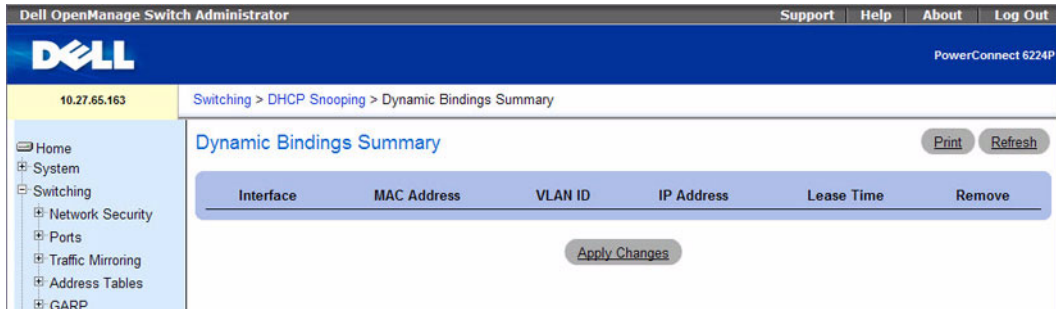 Dell OpenManage Switch Administrator Support Help About Log Out
DELL
PowerConnect 6224P
10.27.65.163 Switching > DHCP Snooping > Dynamic Bindings Summary
Dynamic Bindings Summary Print Refresh
Home
System
Switching
Network Security
Ports
Traffic Mirroring
Address Tables
GARP
Interface MAC Address VLAN ID IP Address Lease Time Remove
Apply Changes